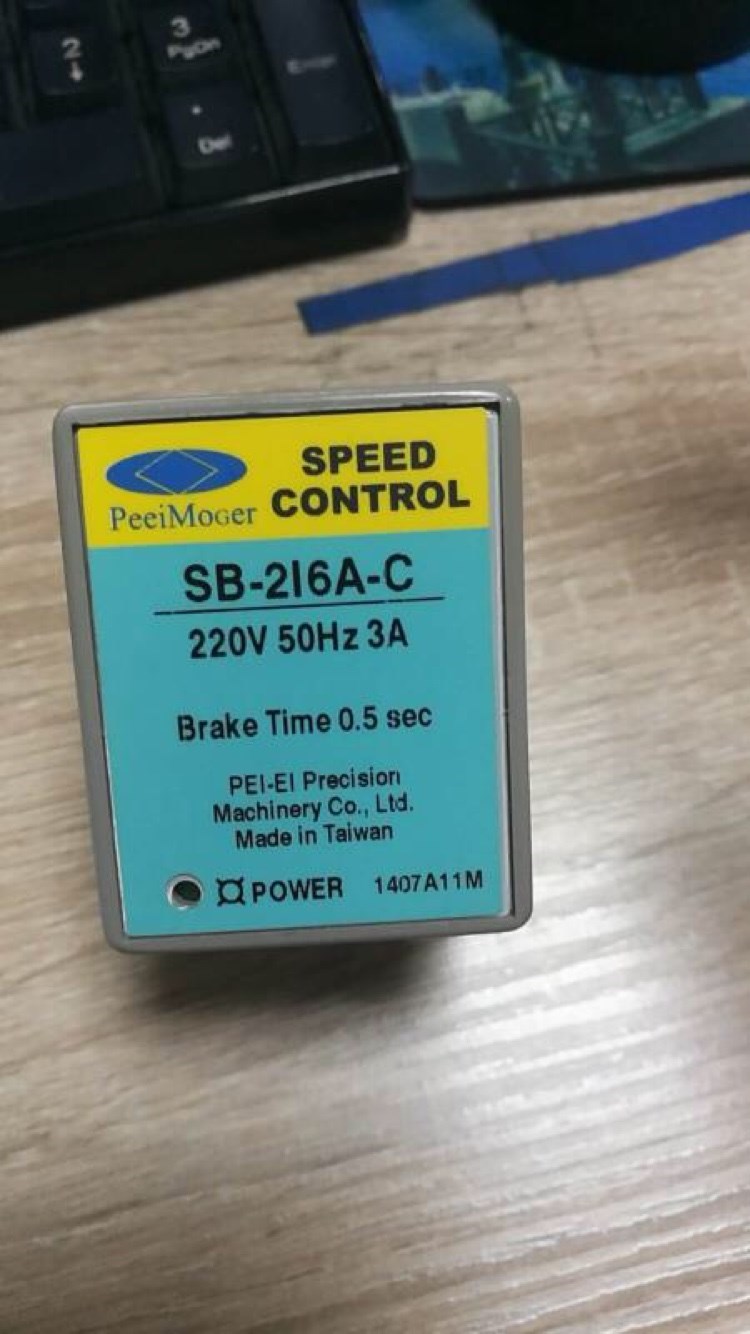 2
↓
3
PgDn
Enter
.
Del
PeeiMoger
SPEED
CONTROL
SB-2I6A-C
220V 50Hz 3A
Brake Time 0.5 sec
PEI-EI Precision
Machinery Co., Ltd.
Made in Taiwan
POWER 1407A11M